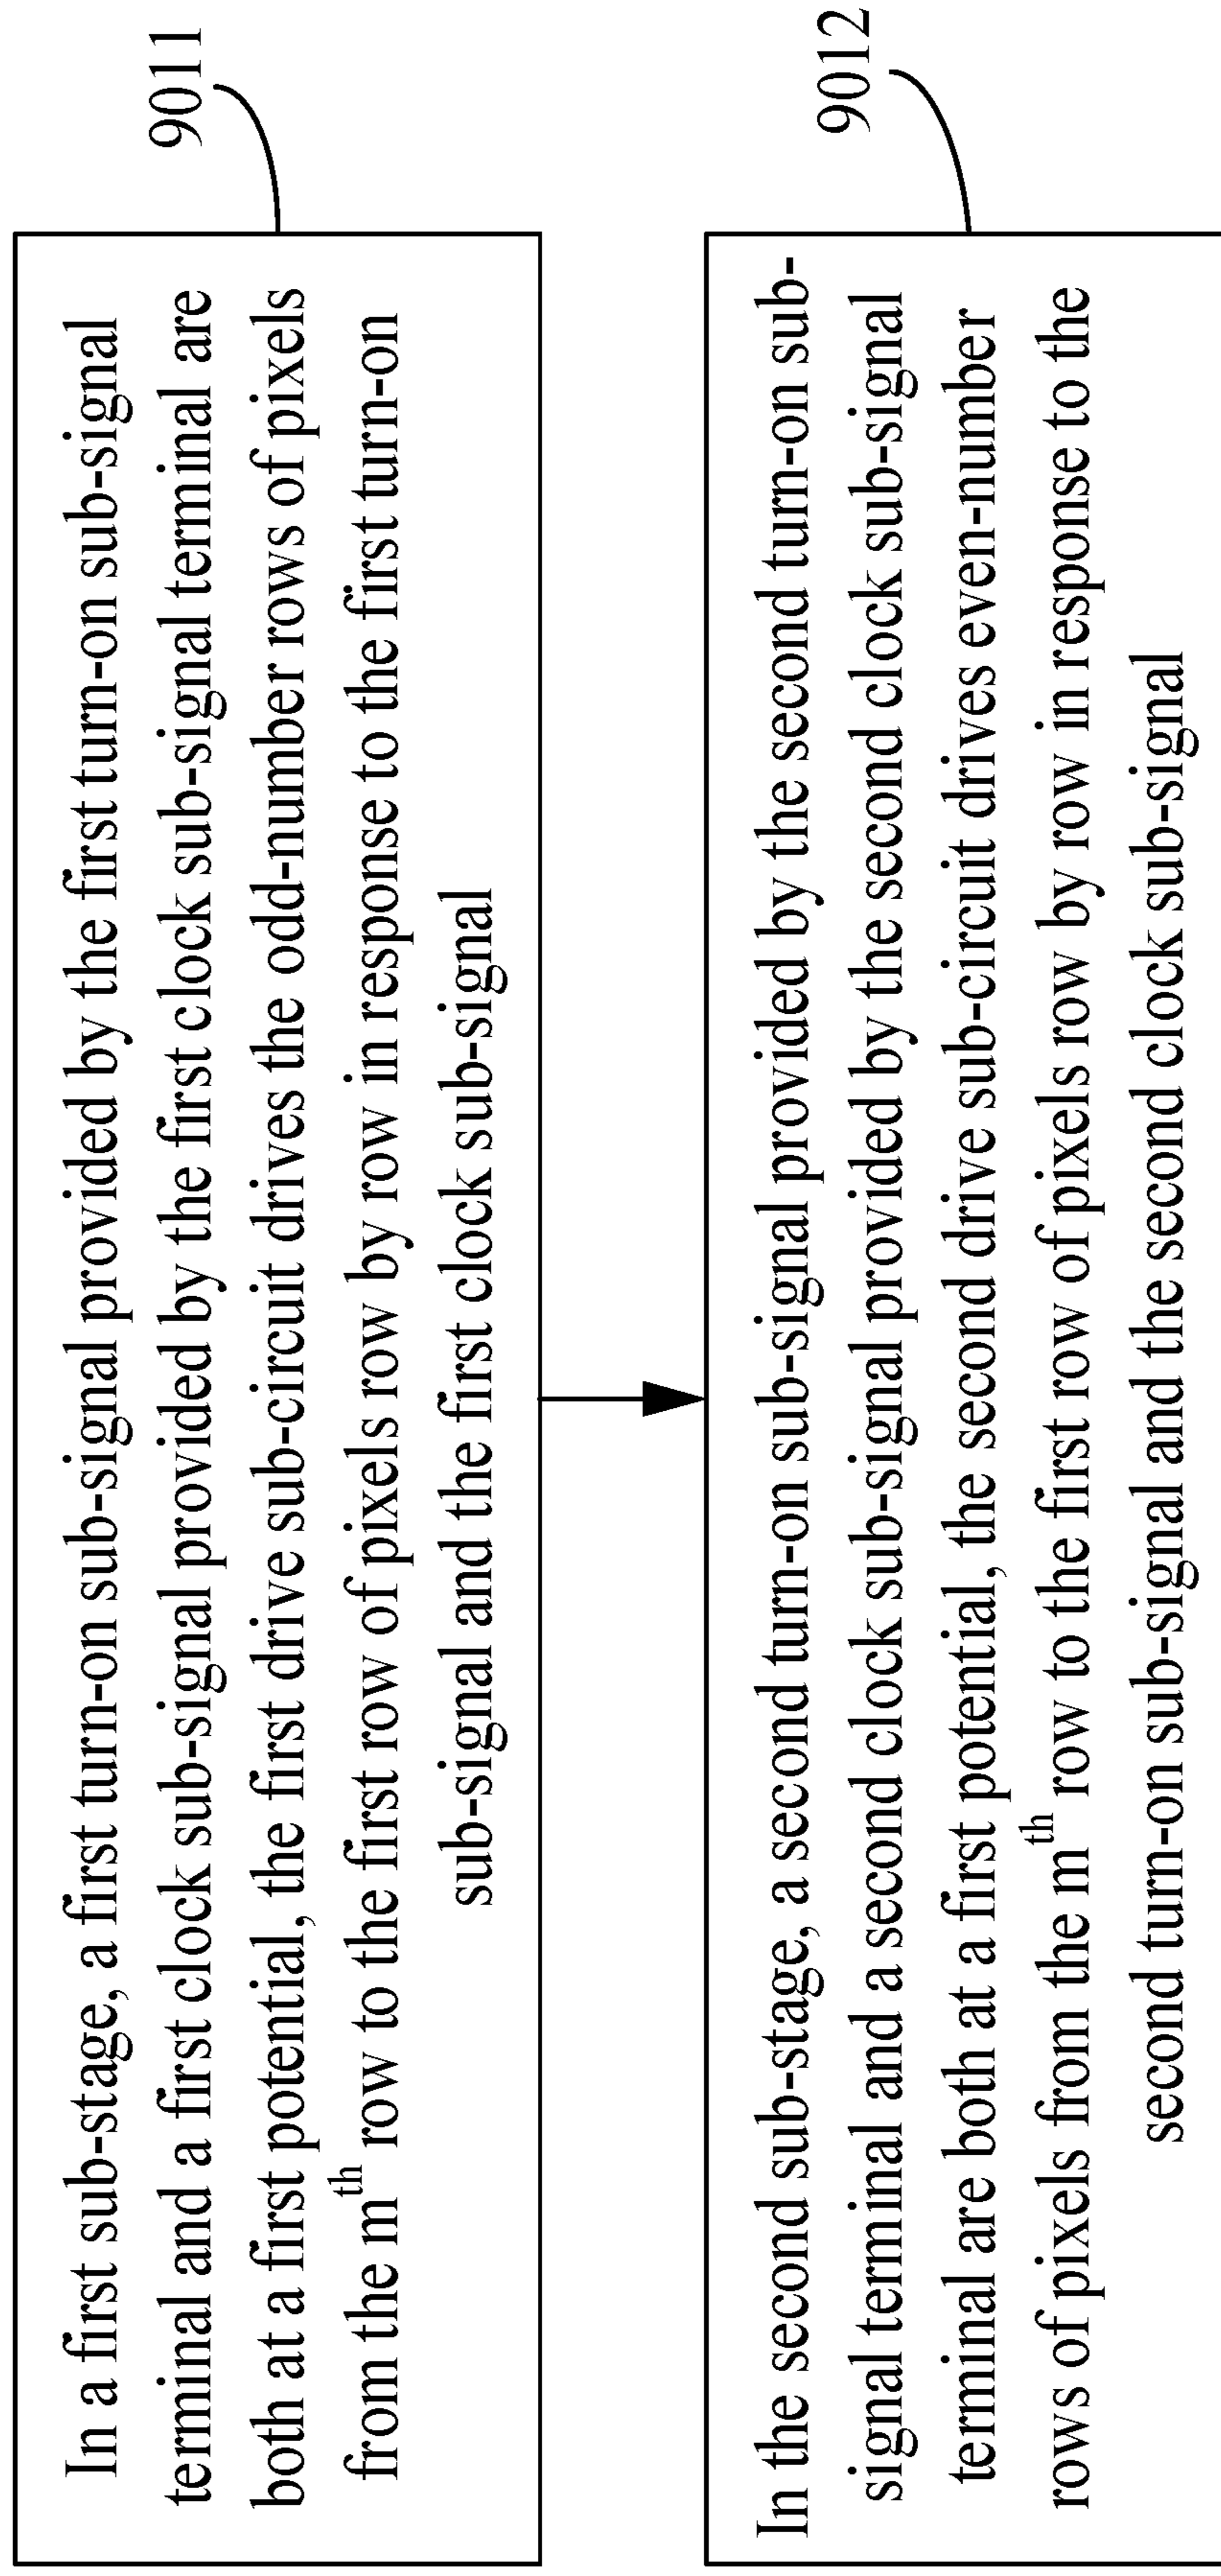 In a first sub-stage, a first turn-on sub-signal provided by the first turn-on sub-signal
terminal and a first clock sub-signal provided by the first clock sub-signal terminal are
both at a first potential, the first drive sub-circuit drives the odd-number rows of pixels
from the mth row to the first row of pixels row by row in response to the first turn-on
sub-signal and the first clock sub-signal
9011
In the second sub-stage, a second turn-on sub-signal provided by the second turn-on sub-
signal terminal and a second clock sub-signal provided by the second clock sub-signal
terminal are both at a first potential, the second drive sub-circuit drives even-number
rows of pixels from the mth row to the first row of pixels row by row in response to the
second turn-on sub-signal and the second clock sub-signal
9012